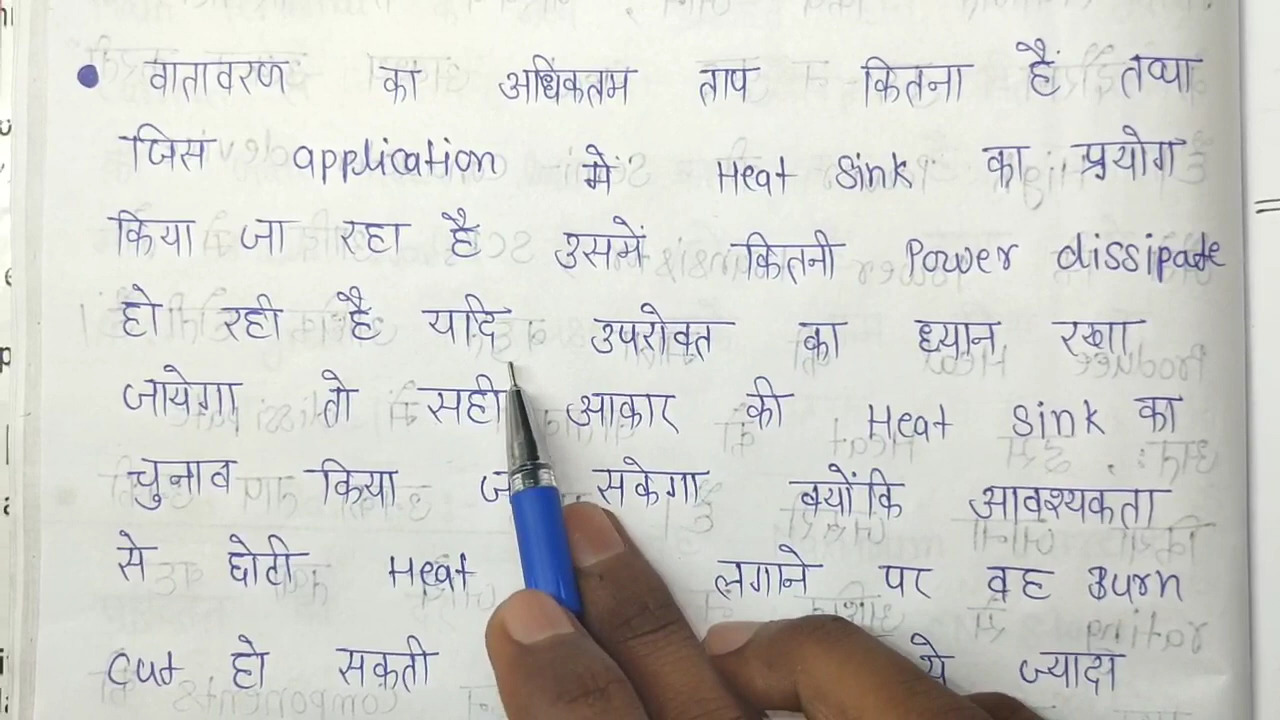 • वातावरण का अधिकतम ताप कितना है तथा
जिस application में Heat sink का प्रयोग
किया जा रहा है उसमें कितनी Power dissipate
हो रही है यदि उपरोक्त का ध्यान रखा
जायेगा तो सही आकार की Heat sink का
चुनाव किया सकेगा क्योंकि आवश्यकता
से छोटी Heat लगाने पर वह Burn
cut हो सकती ये ज्यादा